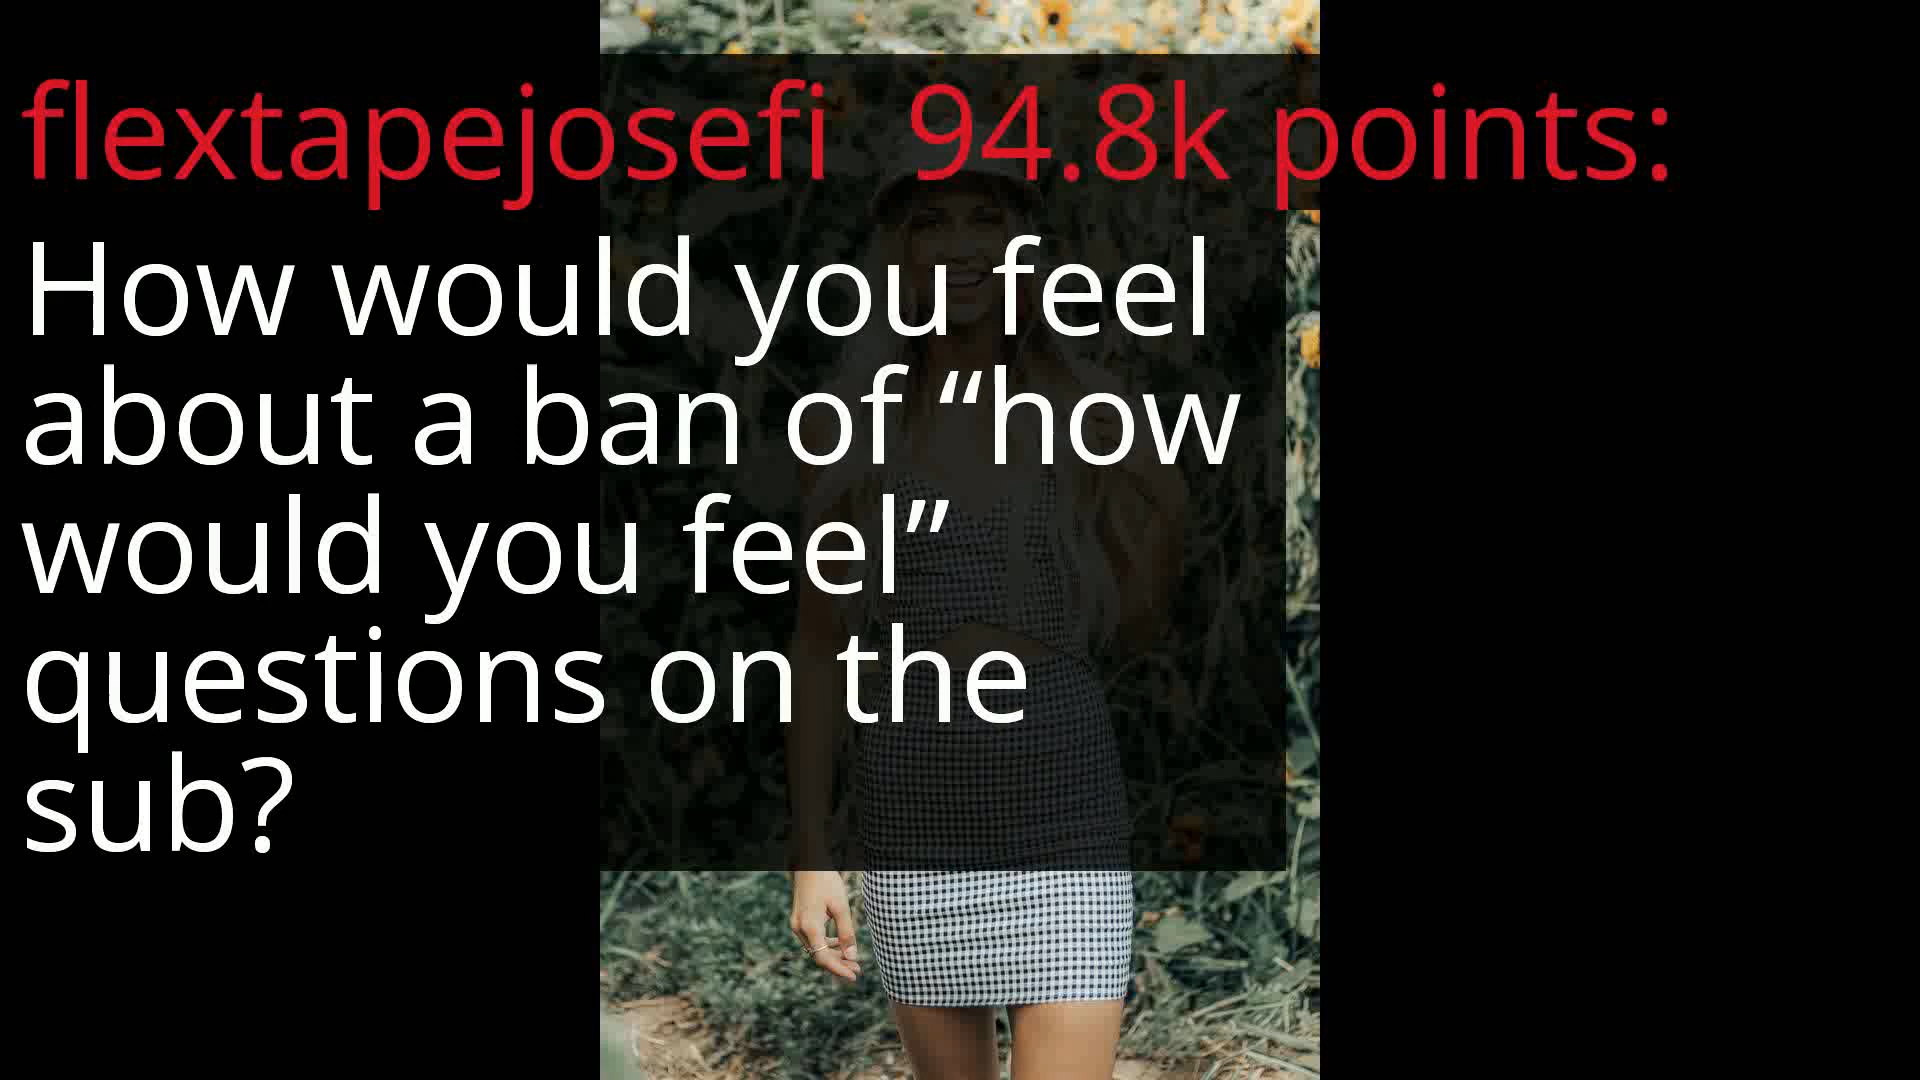 flextapejosefi 94.8k points:
How would you feel
about a ban of “how
would you feel”
questions on the
sub?